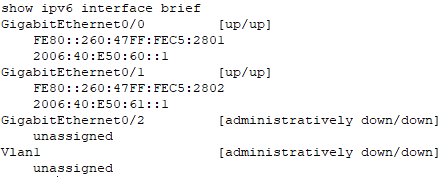 show ipv6 interface brief
GigabitEthernet0/0 [up/up]
FE80::260:47FF:FEC5:2801
2006:40:E50:60::1
GigabitEthernet0/1 [up/up]
FE80::260:47FF:FEC5:2802
2006:40:E50:61::1
GigabitEthernet0/2 [administratively down/down]
unassigned
Vlan1 [administratively down/down]
unassigned